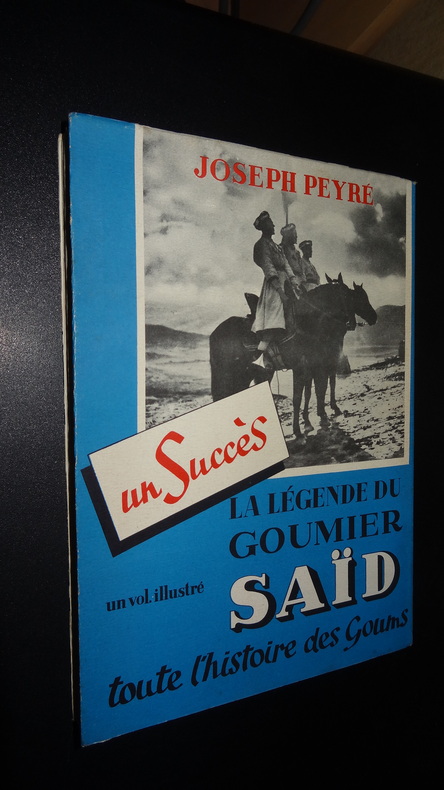 JOSEPH PEYRÉ
un Succès
LA LÉGENDE DU
GOUMIER
un vol. illustré
SAÏD
toute l'histoire des Goums